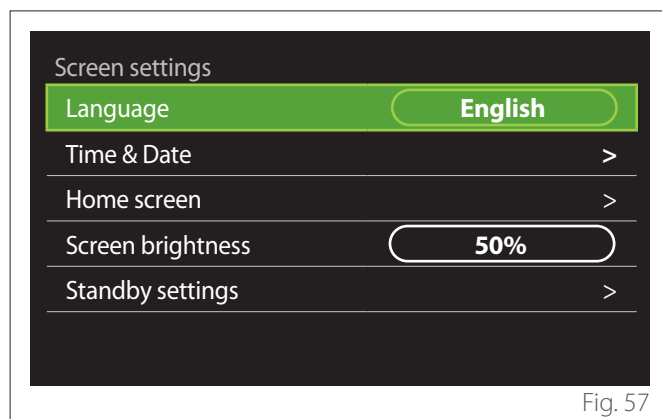 Screen settings
Language English
Time & Date >
Home screen >
Screen brightness 50%
Standby settings >
Fig. 57